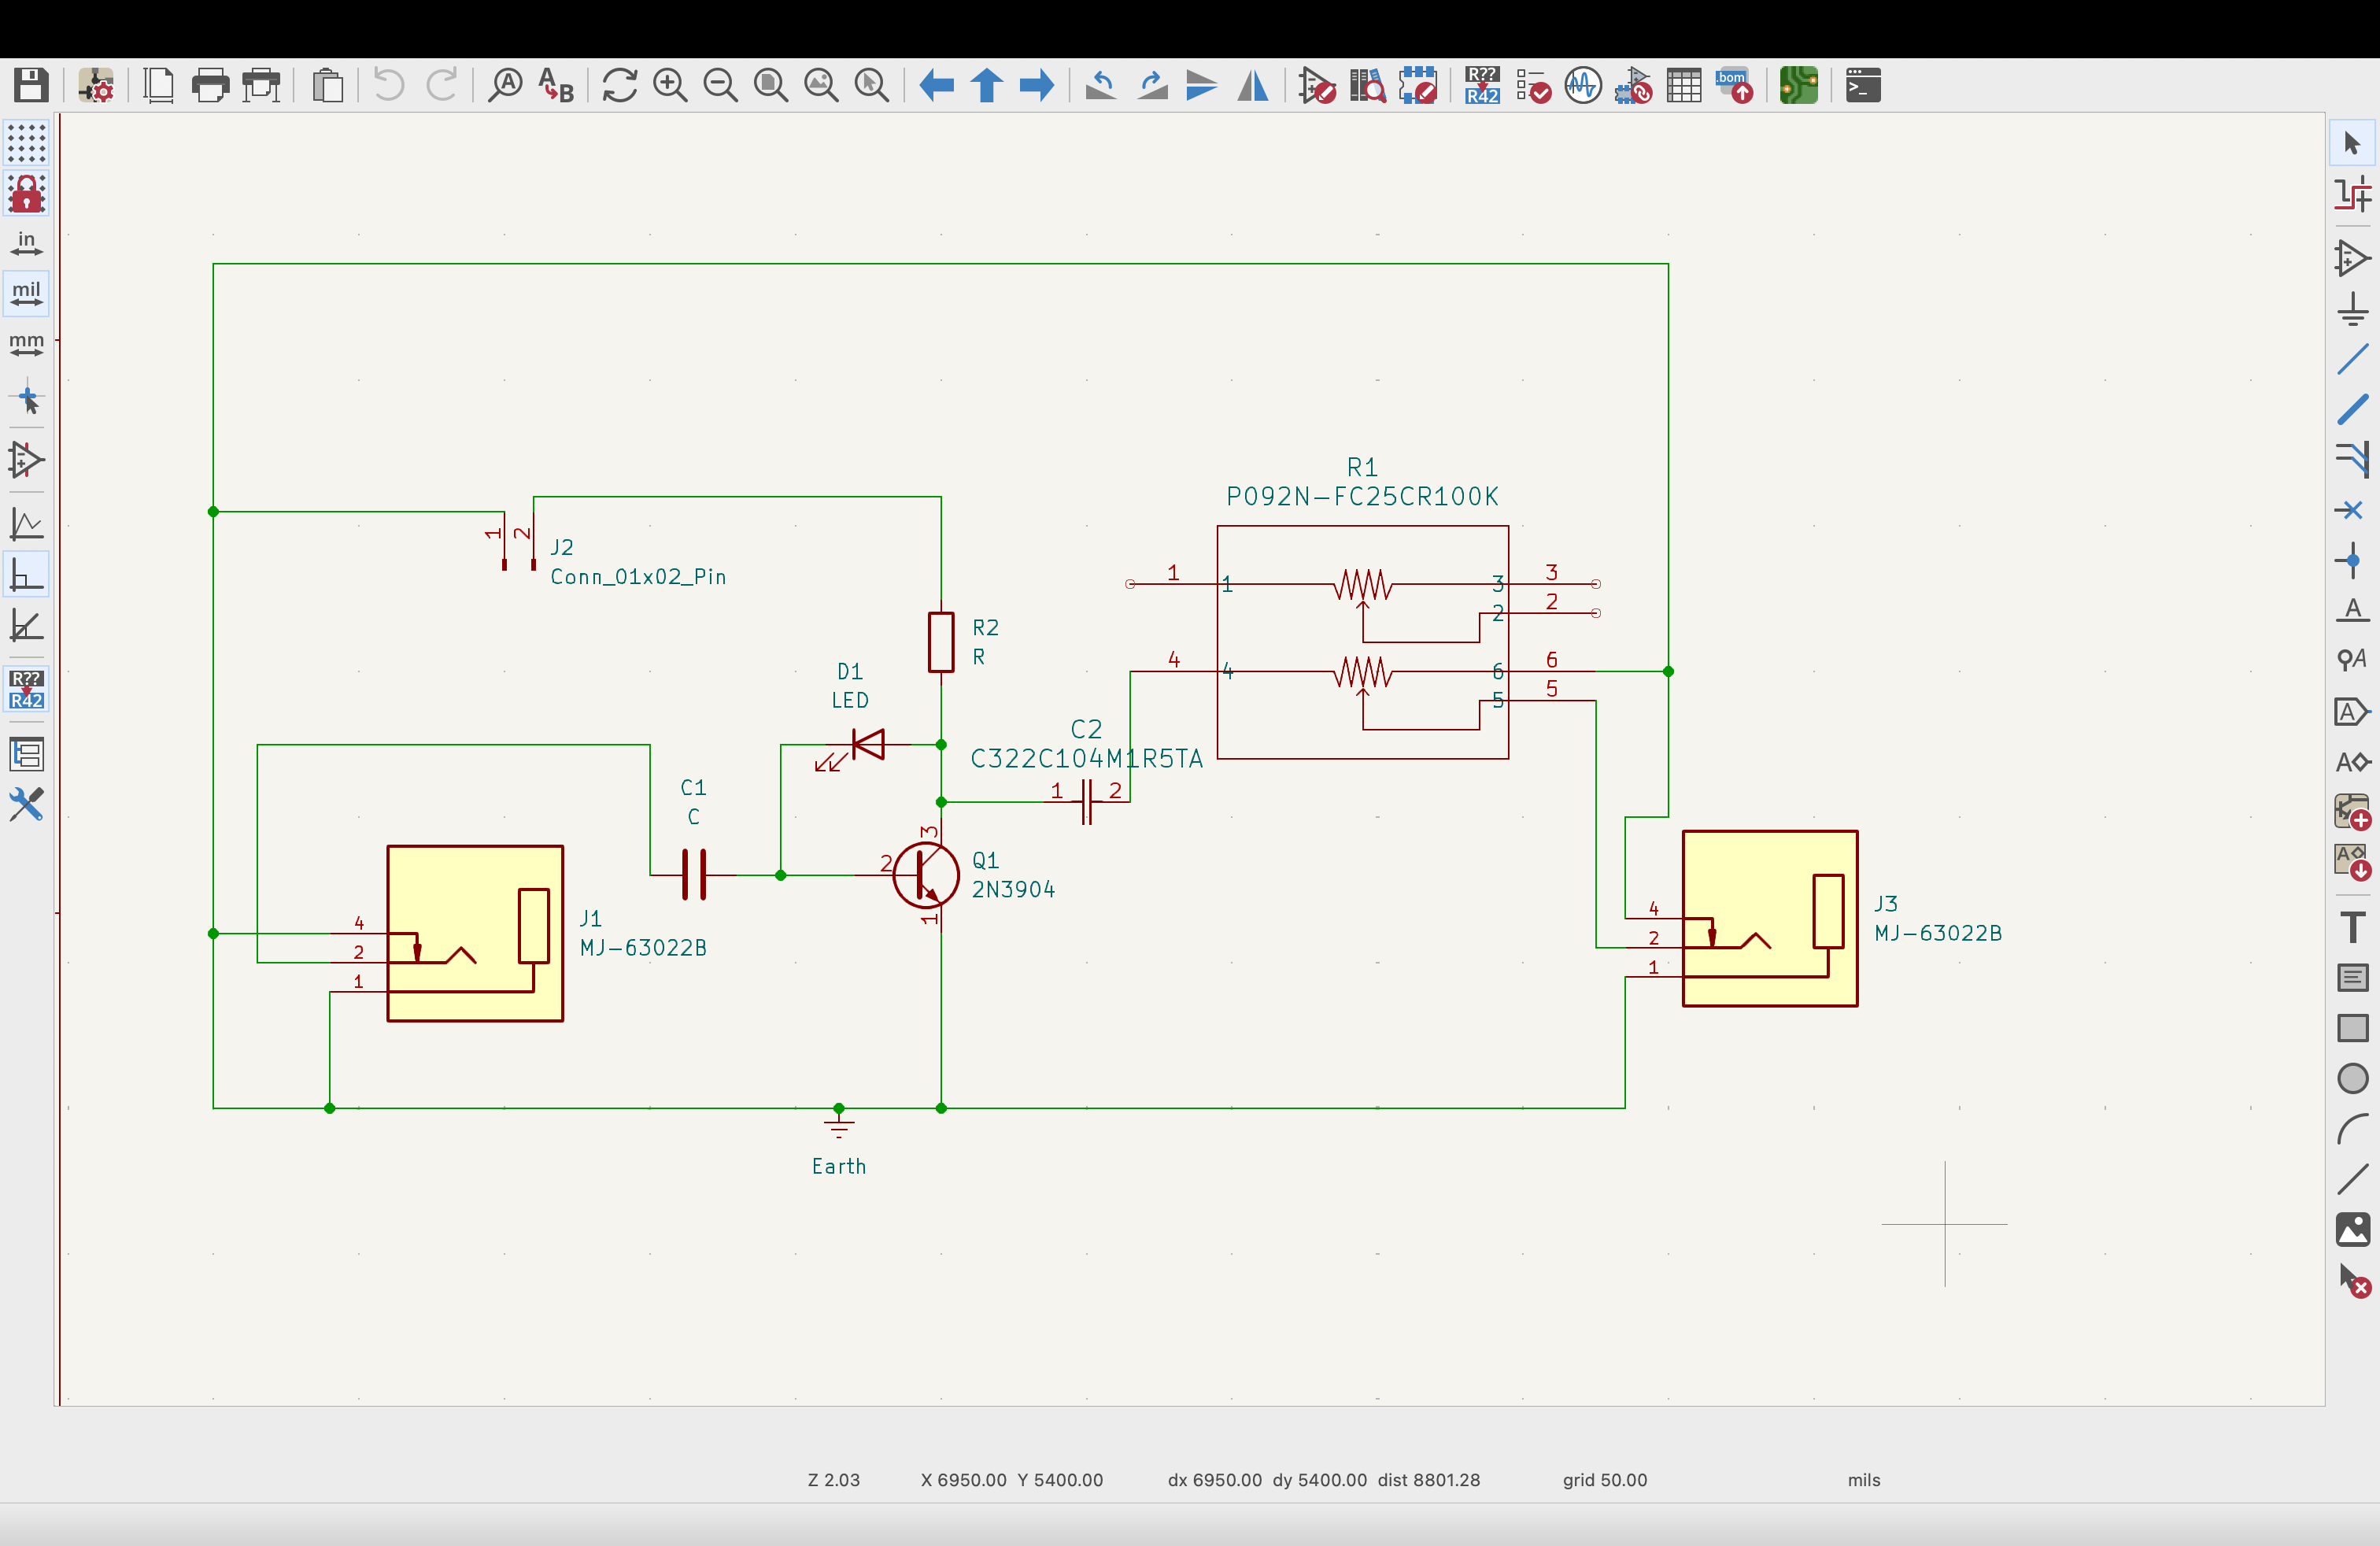 A
A B
R??
R42
.bom
>_
in
mil
mm
R??
R42
A
A
A
A
A
T
R1
P092N-FC25CR100K
1
1
3
3
2
2
4
4
6
6
5
5
1
2
J2
Conn_01x02_Pin
R2
R
D1
LED
C2
C322C104M1R5TA
1
2
C1
C
3
2
1
Q1
2N3904
4
2
1
J1
MJ-63022B
4
2
1
J3
MJ-63022B
Earth
Z 2.03
X 6950.00 Y 5400.00
dx 6950.00 dy 5400.00 dist 8801.28
grid 50.00
mils